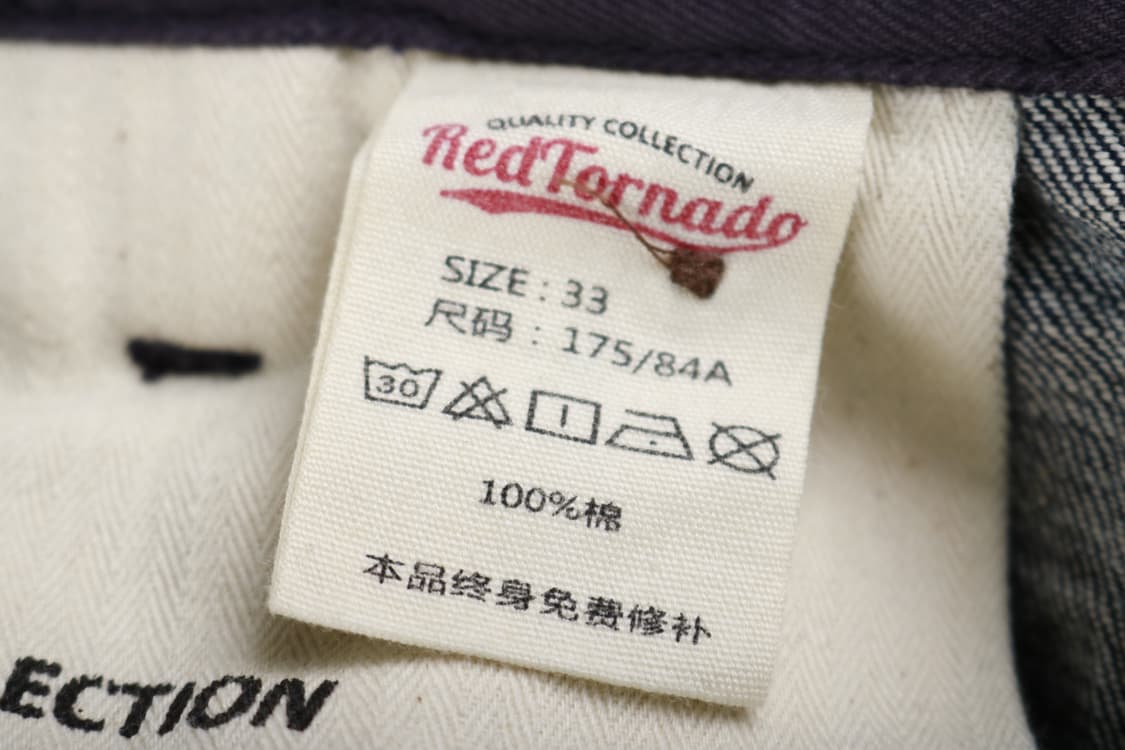 QUALITY COLLECTION
RedTornado
SIZE : 33
尺码 : 175/84A
30
100%棉
本品终身免费修补
ECTION